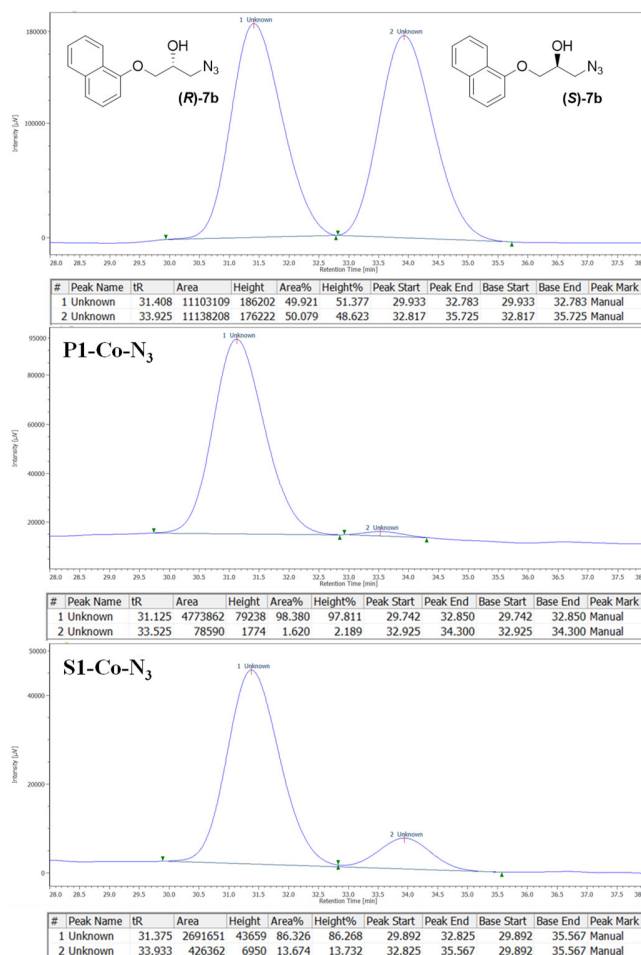 1 Unknown
2 Unknown
180000
100000
0
Intensity [µV]
OH
O
N3
(R)-7b
OH
O
N3
(S)-7b
28.0 29.0 29.5 30.0 30.5 31.0 31.5 32.0 32.5 33.0 33.5 34.0 34.5 35.0 35.5 36.0 36.5 37.0 37.5 38
Retention Time [min]
# Peak Name tR Area Height Area% Height% Peak Start Peak End Base Start Base End Peak Mark
1 Unknown 31.408 11103109 186202 49.921 51.377 29.933 32.783 29.933 32.783 Manual
2 Unknown 33.925 11138208 176222 50.079 48.623 32.817 35.725 32.817 35.725 Manual
P1-Co-N3
1 Unknown
2 Unknown
95000
80000
60000
40000
20000
Intensity [µV]
28.0 29.0 29.5 30.0 30.5 31.0 31.5 32.0 32.5 33.0 33.5 34.0 34.5 35.0 35.5 36.0 36.5 37.0 37.5 38
Retention Time [min]
# Peak Name tR Area Height Area% Height% Peak Start Peak End Base Start Base End Peak Mark
1 Unknown 31.125 4773862 79238 98.380 97.811 29.742 32.850 29.742 32.850 Manual
2 Unknown 33.525 78590 1774 1.620 2.189 32.925 34.300 32.925 34.300 Manual
S1-Co-N3
1 Unknown
2 Unknown
50000
40000
20000
0
Intensity [µV]
28.0 29.0 29.5 30.0 30.5 31.0 31.5 32.0 32.5 33.0 33.5 34.0 34.5 35.0 35.5 36.0 36.5 37.0 37.5 38
Retention Time [min]
# Peak Name tR Area Height Area% Height% Peak Start Peak End Base Start Base End Peak Mark
1 Unknown 31.375 2691651 43659 86.326 86.268 29.892 32.825 29.892 35.567 Manual
2 Unknown 33.933 426362 6950 13.674 13.732 32.825 35.567 29.892 35.567 Manual